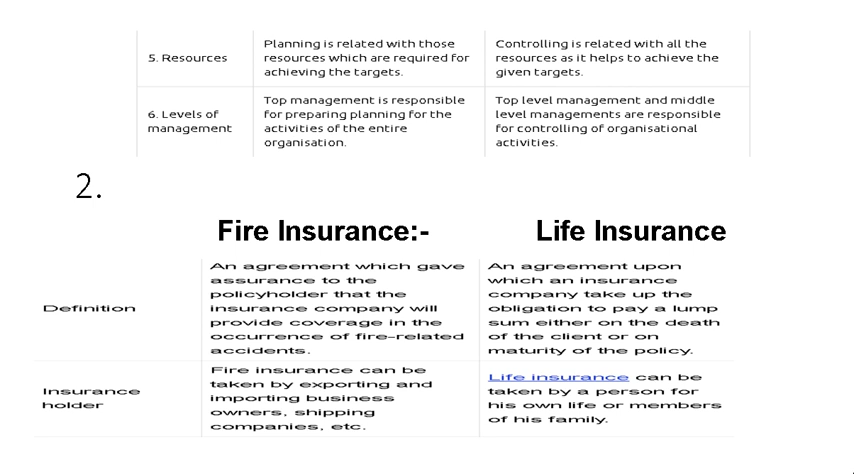 5. Resources
Planning is related with those
resources which are required for
achieving the targets.
Controlling is related with all the
resources as it helps to achieve the
given targets.
6. Levels of
management
Top management is responsible
for preparing planning for the
activities of the entire
organisation.
Top level management and middle
level managements are responsible
for controlling of organisational
activities.
2.
Fire Insurance:-
Life Insurance
Definition
An agreement which gave
assurance to the
policyholder that the
insurance company will
provide coverage in the
occurrence of fire-related
accidents.
An agreement upon
which an insurance
company take up the
obligation to pay a lump
sum either on the death
of the client or on
maturity of the policy.
Insurance
holder
Fire insurance can be
taken by exporting and
importing business
owners, shipping
companies, etc.
Life insurance can be
taken by a person for
his own life or members
of his family.